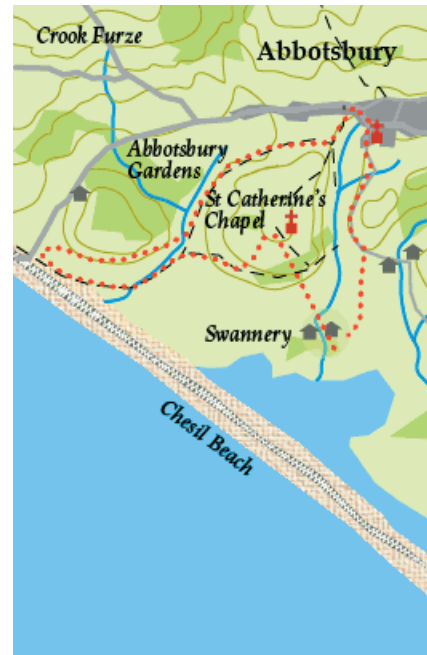 Crook Furze
Abbotsbury
Abbotsbury
Gardens
St Catherine's
Chapel
Swannery
Chesil Beach